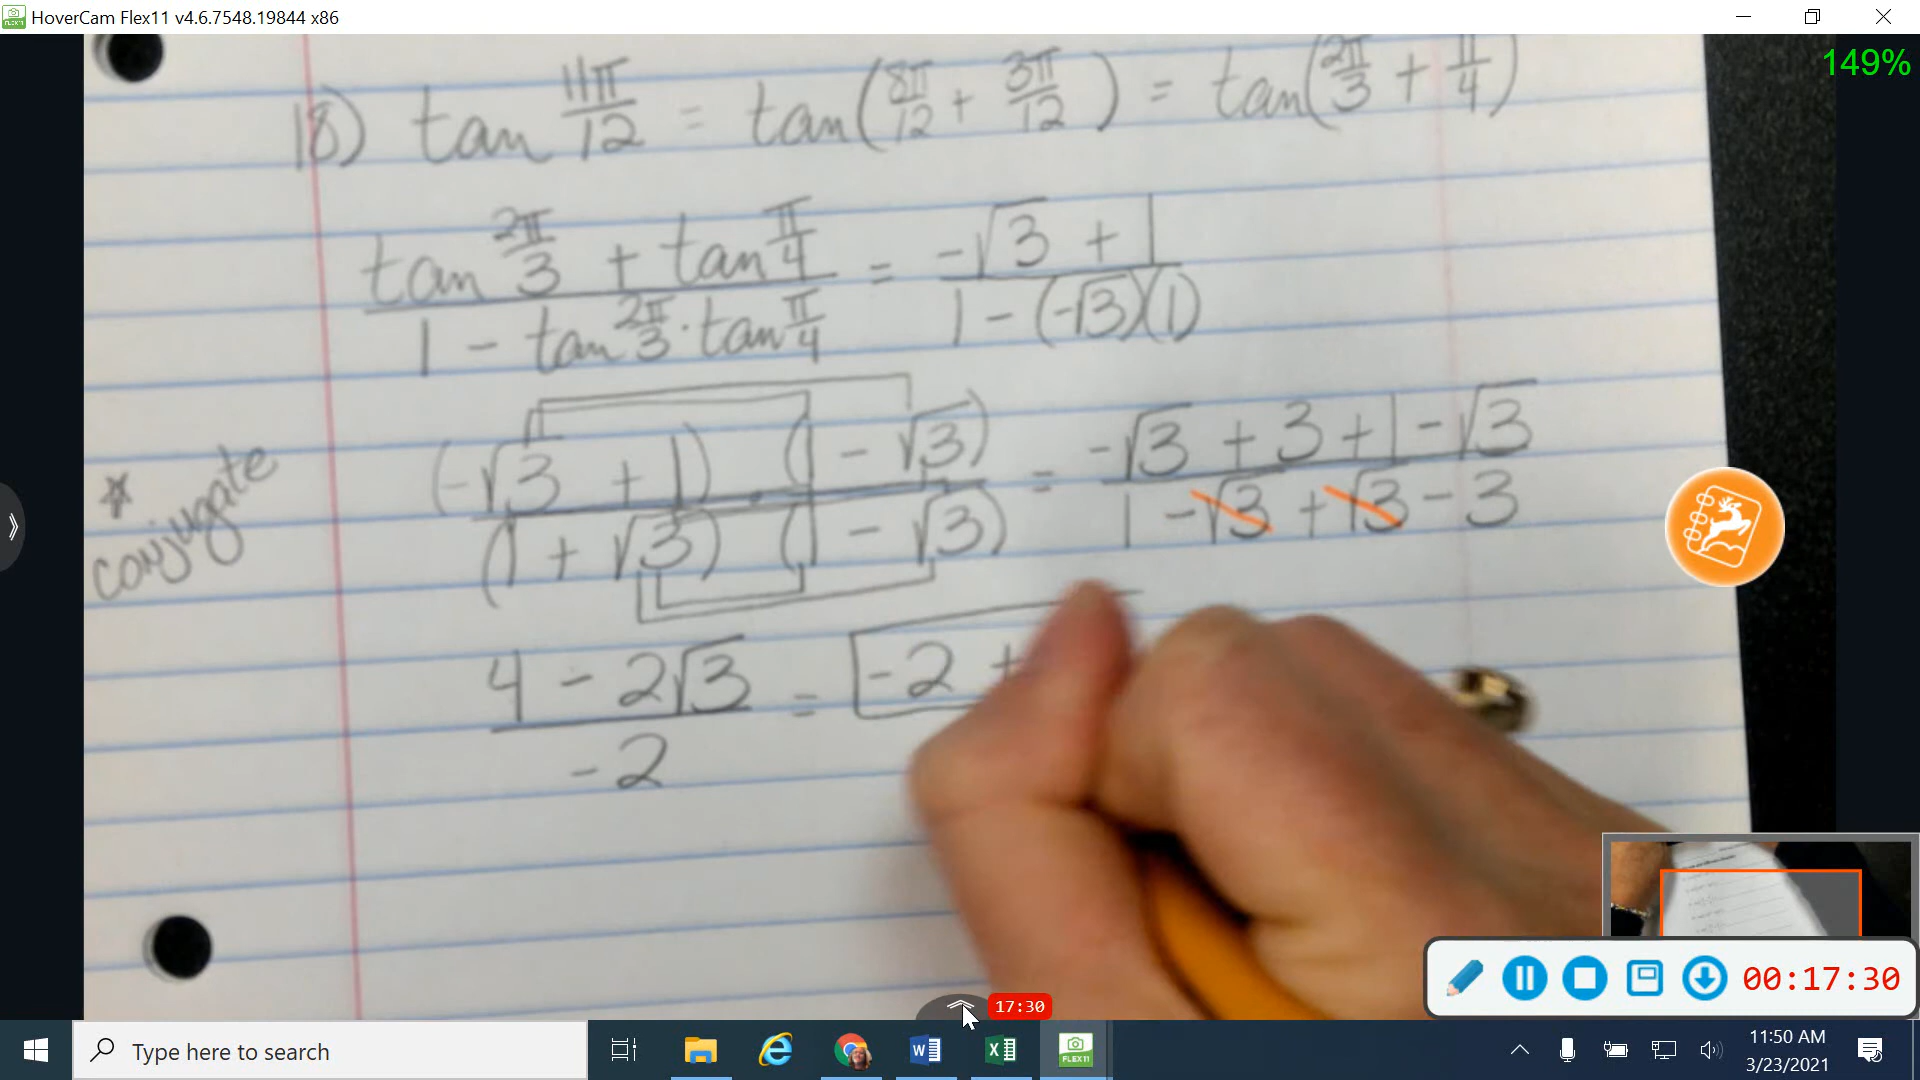 HoverCam Flex11 v4.6.7548.19844 x86
149%
18) tan 11π/12 = tan(8π/12 + 3π/12) = tan(2π/3 + π/4)
tan 2π/3 + tan π/4 / 1 - tan 2π/3 · tan π/4 = -√3 + 1 / 1 - (-√3)(1)
* conjugate
(-√3 + 1) · (1 - √3) / (1 + √3) (1 - √3) = -√3 + 3 + 1 - √3 / 1 - √3 + √3 - 3
4 - 2√3 / -2 = -2 +
00:17:30
17:30
Type here to search
FLEX11
11:50 AM
3/23/2021